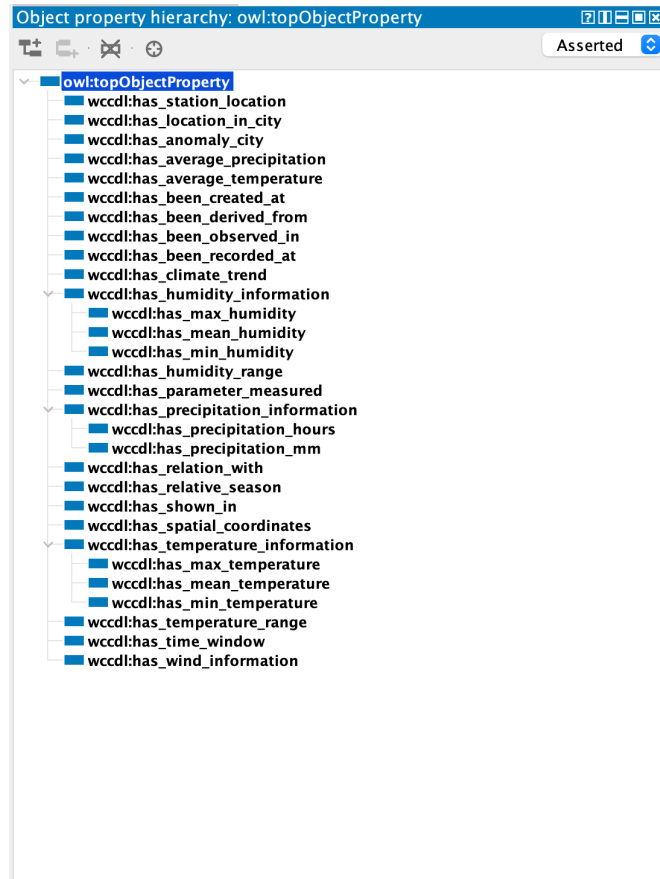 Object property hierarchy: owl:topObjectProperty
Asserted
owl:topObjectProperty
wccdl:has_station_location
wccdl:has_location_in_city
wccdl:has_anomaly_city
wccdl:has_average_precipitation
wccdl:has_average_temperature
wccdl:has_been_created_at
wccdl:has_been_derived_from
wccdl:has_been_observed_in
wccdl:has_been_recorded_at
wccdl:has_climate_trend
wccdl:has_humidity_information
wccdl:has_max_humidity
wccdl:has_mean_humidity
wccdl:has_min_humidity
wccdl:has_humidity_range
wccdl:has_parameter_measured
wccdl:has_precipitation_information
wccdl:has_precipitation_hours
wccdl:has_precipitation_mm
wccdl:has_relation_with
wccdl:has_relative_season
wccdl:has_shown_in
wccdl:has_spatial_coordinates
wccdl:has_temperature_information
wccdl:has_max_temperature
wccdl:has_mean_temperature
wccdl:has_min_temperature
wccdl:has_temperature_range
wccdl:has_time_window
wccdl:has_wind_information